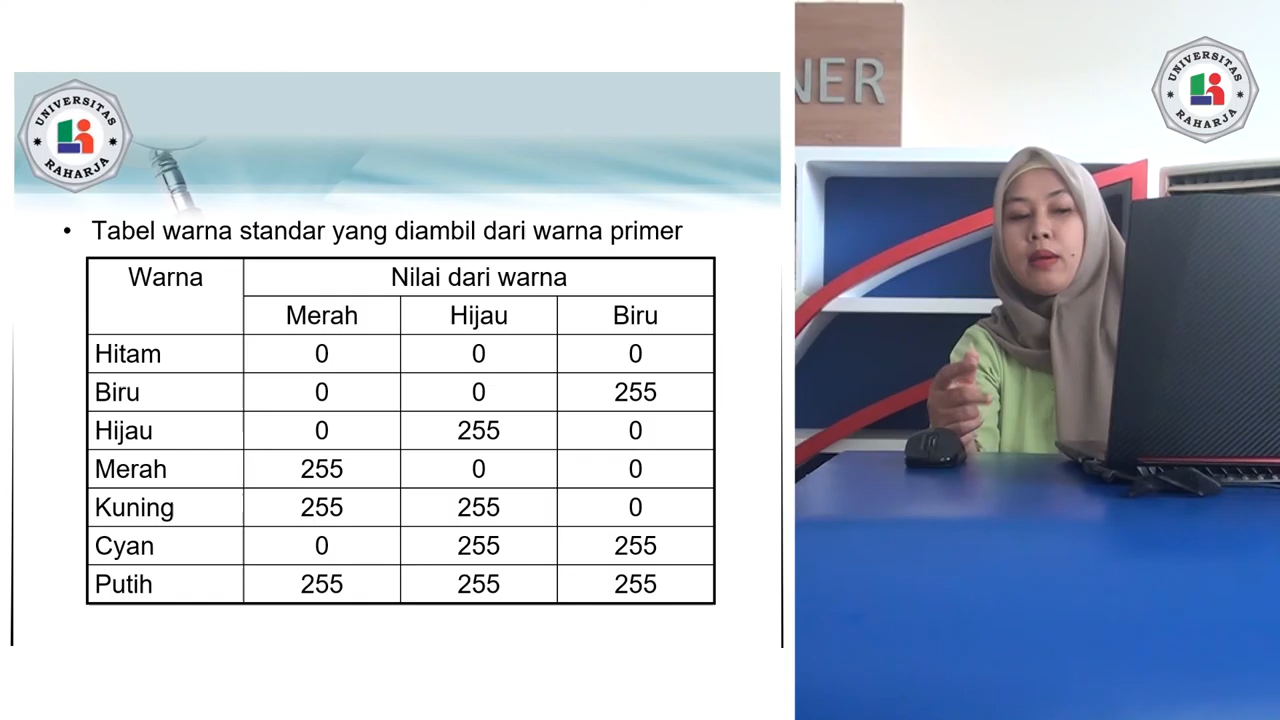 UNIVERSITAS
RAHARJA
• Tabel warna standar yang diambil dari warna primer
Warna Nilai dari warna
Merah Hijau Biru
Hitam 0 0 0
Biru 0 0 255
Hijau 0 255 0
Merah 255 0 0
Kuning 255 255 0
Cyan 0 255 255
Putih 255 255 255
NER
UNIVERSITAS
RAHARJA